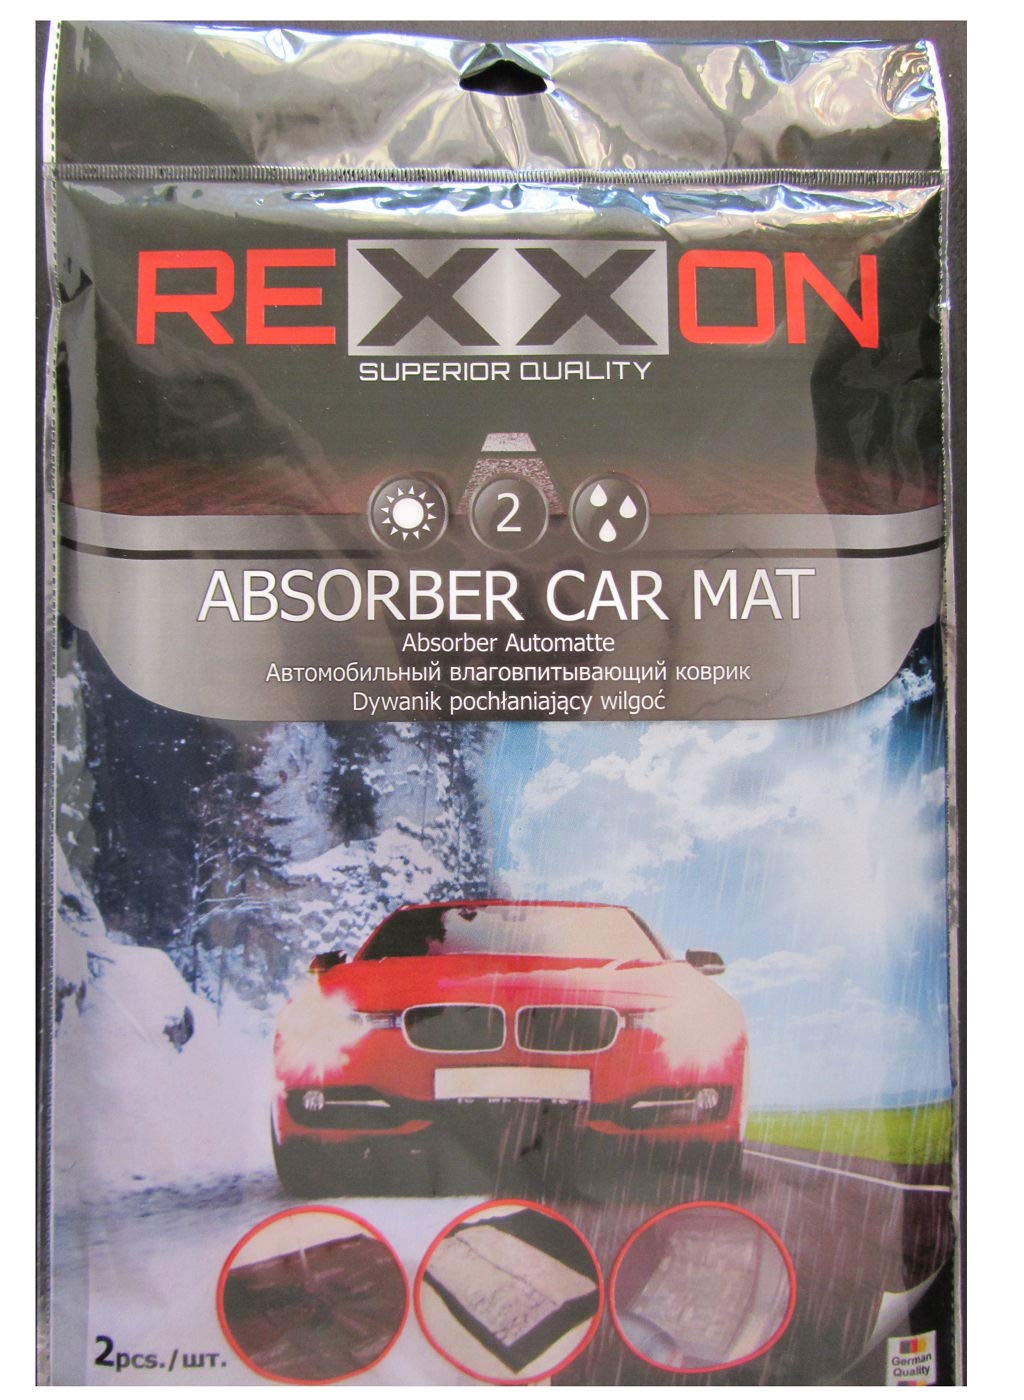 REXXON
SUPERIOR QUALITY
2
ABSORBER CAR MAT
Absorber Automatte
Автомобильный влаговпитывающий коврик
Dywanik pochłaniający wilgoć
2pcs./шт.
German
Quality